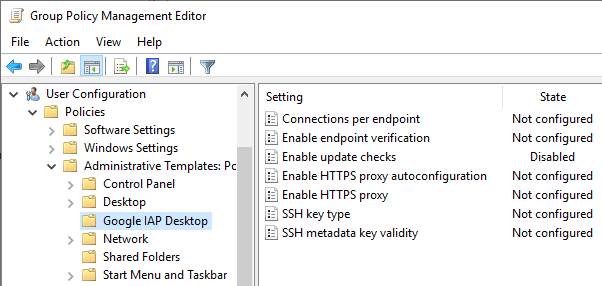 Group Policy Management Editor
File Action View Help
User Configuration
Policies
Software Settings
Windows Settings
Administrative Templates: Po
Control Panel
Desktop
Google IAP Desktop
Network
Shared Folders
Start Menu and Taskbar
Setting State
Connections per endpoint Not configured
Enable endpoint verification Not configured
Enable update checks Disabled
Enable HTTPS proxy autoconfiguration Not configured
Enable HTTPS proxy Not configured
SSH key type Not configured
SSH metadata key validity Not configured